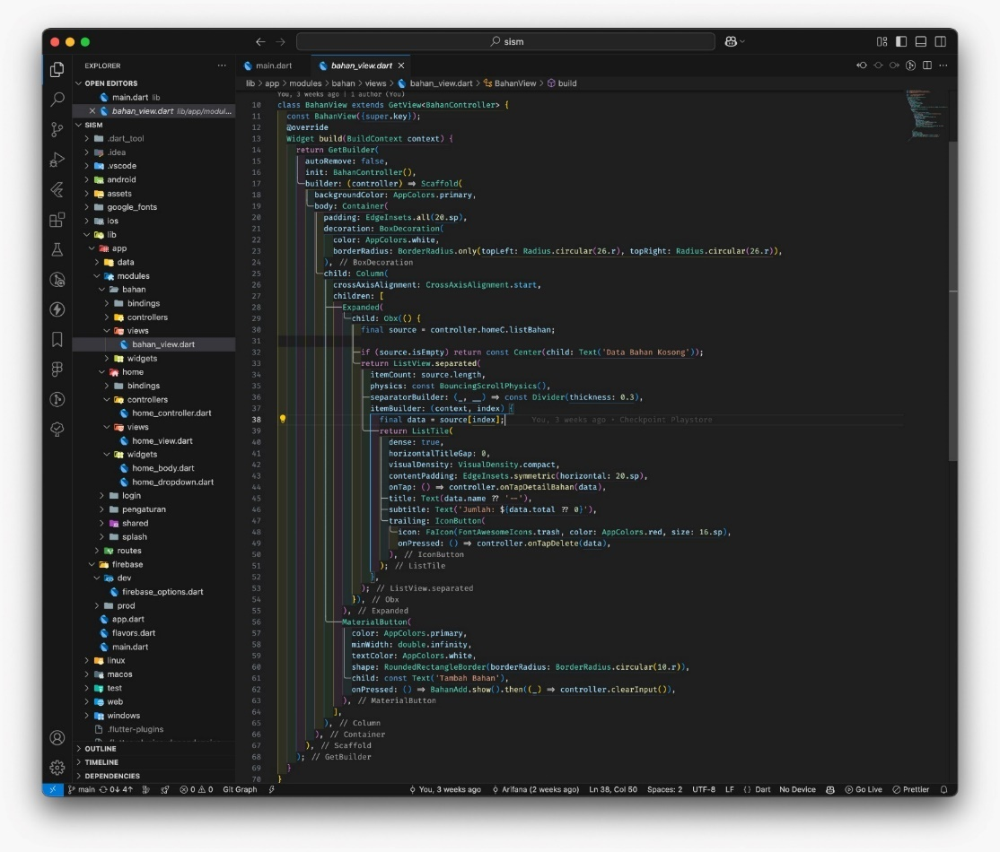 sism
EXPLORER
OPEN EDITORS
main.dart lib
bahan_view.dart lib/app/modul...
SISM
.dart_tool
.idea
.vscode
android
assets
google_fonts
ios
lib
app
data
modules
bahan
bindings
controllers
views
bahan_view.dart
widgets
home
bindings
controllers
home_controller.dart
views
home_view.dart
widgets
home_body.dart
home_dropdown.dart
login
pengaturan
shared
splash
routes
firebase
dev
firebase_options.dart
prod
app.dart
flavors.dart
main.dart
linux
macos
test
web
windows
.flutter-plugins
OUTLINE
TIMELINE
DEPENDENCIES
main.dart
bahan_view.dart
lib > app > modules > bahan > views > bahan_view.dart > BahanView > build
You, 3 weeks ago | 1 author (You)
10 class BahanView extends GetView<BahanController> {
11 const BahanView({super.key});
12 @override
13 Widget build(BuildContext context) {
14 return GetBuilder(
15 autoRemove: false,
16 init: BahanController(),
17 builder: (controller) => Scaffold(
18 backgroundColor: AppColors.primary,
19 body: Container(
20 padding: EdgeInsets.all(20.sp),
21 decoration: BoxDecoration(
22 color: AppColors.white,
23 borderRadius: BorderRadius.only(topLeft: Radius.circular(26.r), topRight: Radius.circular(26.r)),
24 ), // BoxDecoration
25 child: Column(
26 crossAxisAlignment: CrossAxisAlignment.start,
27 children: [
28 Expanded(
29 child: Obx(() {
30 final source = controller.homeC.listBahan;
31
32 if (source.isEmpty) return const Center(child: Text('Data Bahan Kosong'));
33 return ListView.separated(
34 itemCount: source.length,
35 physics: const BouncingScrollPhysics(),
36 separatorBuilder: (_, __) => const Divider(thickness: 0.3),
37 itemBuilder: (context, index) {
38 final data = source[index]; You, 3 weeks ago • Checkpoint Playstore
39 return ListTile(
40 dense: true,
41 horizontalTitleGap: 0,
42 visualDensity: VisualDensity.compact,
43 contentPadding: EdgeInsets.symmetric(horizontal: 20.sp),
44 onTap: () => controller.onTapDetailBahan(data),
45 title: Text(data.name ?? '--'),
46 subtitle: Text('Jumlah: ${data.total ?? 0}'),
47 trailing: IconButton(
48 icon: FaIcon(FontAwesomeIcons.trash, color: AppColors.red, size: 16.sp),
49 onPressed: () => controller.onTapDelete(data),
50 ), // IconButton
51 ); // ListTile
52 },
53 ); // ListView.separated
54 }), // Obx
55 ), // Expanded
56 MaterialButton(
57 color: AppColors.primary,
58 minWidth: double.infinity,
59 textColor: AppColors.white,
60 shape: RoundedRectangleBorder(borderRadius: BorderRadius.circular(10.r)),
61 child: const Text('Tambah Bahan'),
62 onPressed: () => BahanAdd.show().then((_) => controller.clearInput()),
63 ), // MaterialButton
64 ],
65 ), // Column
66 ), // Container
67 ), // Scaffold
68 ); // GetBuilder
69 }
70 }
main 0↓ 4↑ 0 0 Git Graph You, 3 weeks ago Arifana (2 weeks ago) Ln 38, Col 50 Spaces: 2 UTF-8 LF {} Dart No Device Go Live Prettier